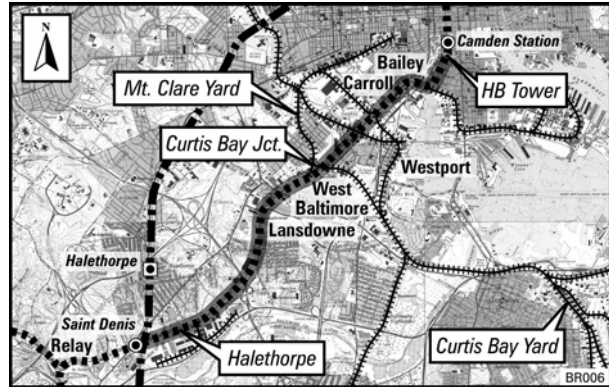 N
Camden Station
Bailey
Carroll
HB Tower
Mt. Clare Yard
Curtis Bay Jct.
Westport
West
Baltimore
Lansdowne
Halethorpe
Saint Denis
Relay
Halethorpe
Curtis Bay Yard
BR006